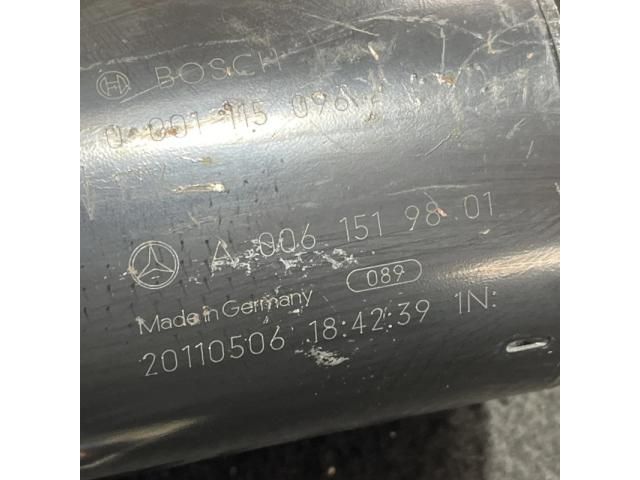 BOSCH
0 001 115 096
A 006 151 98 01
Made in Germany 089
20110506 18:42:39 1N: